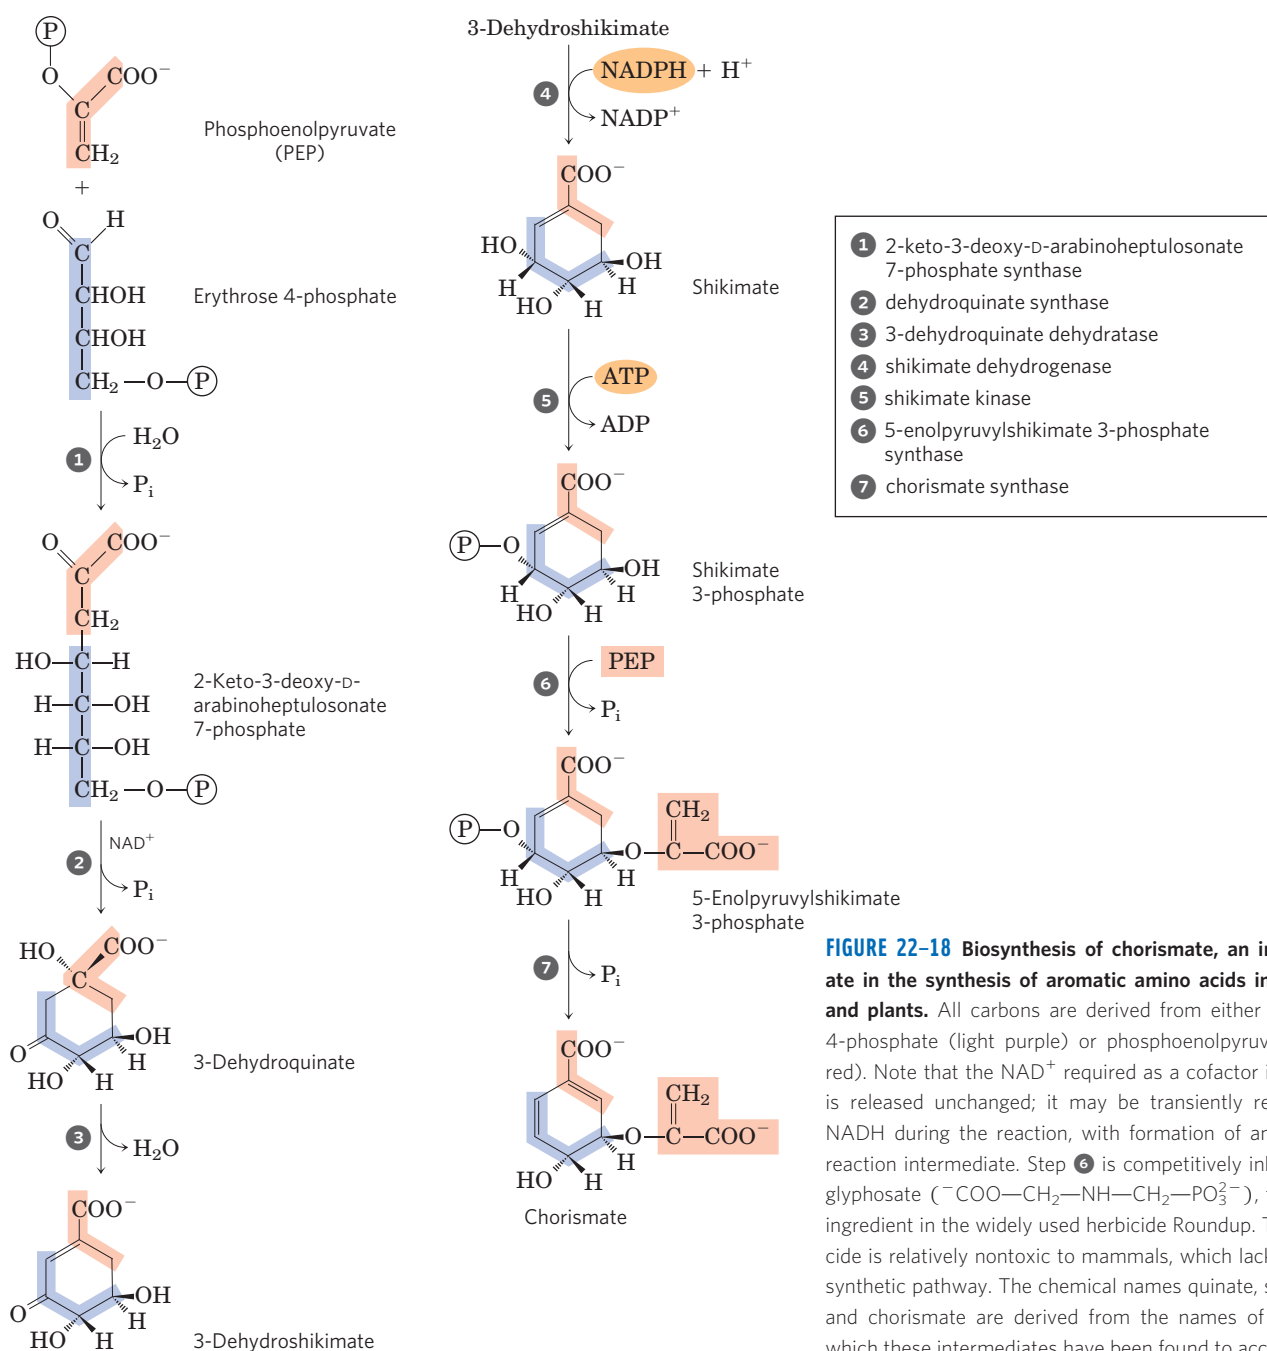 P
O
COO⁻
C
CH₂
Phosphoenolpyruvate
(PEP)
+
O
H
C
CHOH
CHOH
CH₂—O—P
Erythrose 4-phosphate
1
H₂O
Pᵢ
O
COO⁻
C
CH₂
HO—C—H
H—C—OH
H—C—OH
CH₂—O—P
2-Keto-3-deoxy-D-
arabinoheptulosonate
7-phosphate
2
NAD⁺
Pᵢ
HO
COO⁻
C
O
OH
H
HO
H
3-Dehydroquinate
3
H₂O
COO⁻
O
OH
H
HO
H
3-Dehydroshikimate
3-Dehydroshikimate
4
NADPH + H⁺
NADP⁺
COO⁻
HO
OH
H
H
HO
H
Shikimate
5
ATP
ADP
COO⁻
P—O
OH
H
H
HO
H
Shikimate
3-phosphate
6
PEP
Pᵢ
COO⁻
CH₂
P—O
O—C—COO⁻
H
H
HO
H
5-Enolpyruvylshikimate
3-phosphate
7
Pᵢ
COO⁻
CH₂
O—C—COO⁻
H
HO
H
Chorismate
1 2-keto-3-deoxy-D-arabinoheptulosonate
7-phosphate synthase
2 dehydroquinate synthase
3 3-dehydroquinate dehydratase
4 shikimate dehydrogenase
5 shikimate kinase
6 5-enolpyruvylshikimate 3-phosphate
synthase
7 chorismate synthase
FIGURE 22–18 Biosynthesis of chorismate, an
ate in the synthesis of aromatic amino acids
and plants. All carbons are derived from either
4-phosphate (light purple) or
red). Note that the NAD⁺ required as a cofactor
is released unchanged; it may be transiently
NADH during the reaction, with formation of
reaction intermediate. Step 6 is competitively
glyphosate (⁻COO—CH₂—NH—CH₂—PO₃²⁻),
ingredient in the widely used herbicide Roundup.
cide is relatively nontoxic to mammals, which
synthetic pathway. The chemical names quinate,
and chorismate are derived from the names of
which these intermediates have been found to